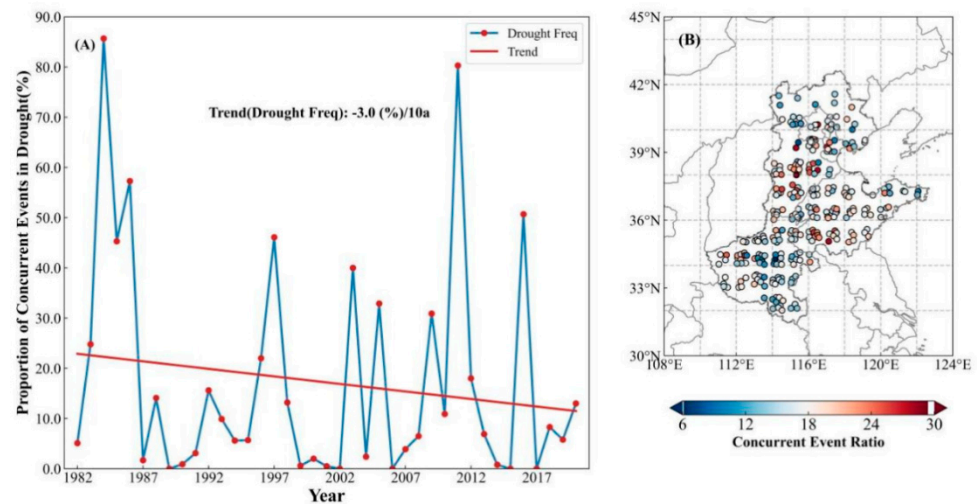 90.0
80.0
70.0
60.0
50.0
40.0
30.0
20.0
10.0
0.0
Proportion of Concurrent Events in Drought(%)
(A)
Drought Freq
Trend
Trend(Drought Freq): -3.0 (%)/10a
1982 1987 1992 1997 2002 2007 2012 2017
Year
(B)
45°N
42°N
39°N
36°N
33°N
30°N
108°E 112°E 116°E 120°E 124°E
6 12 18 24 30
Concurrent Event Ratio